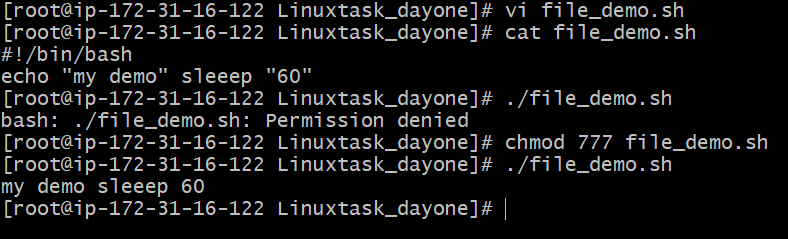 [root@ip-172-31-16-122 Linuxtask_dayone]# vi file_demo.sh
[root@ip-172-31-16-122 Linuxtask_dayone]# cat file_demo.sh
#!/bin/bash
echo "my demo" sleeep "60"
[root@ip-172-31-16-122 Linuxtask_dayone]# ./file_demo.sh
bash: ./file_demo.sh: Permission denied
[root@ip-172-31-16-122 Linuxtask_dayone]# chmod 777 file_demo.sh
[root@ip-172-31-16-122 Linuxtask_dayone]# ./file_demo.sh
my demo sleeep 60
[root@ip-172-31-16-122 Linuxtask_dayone]#